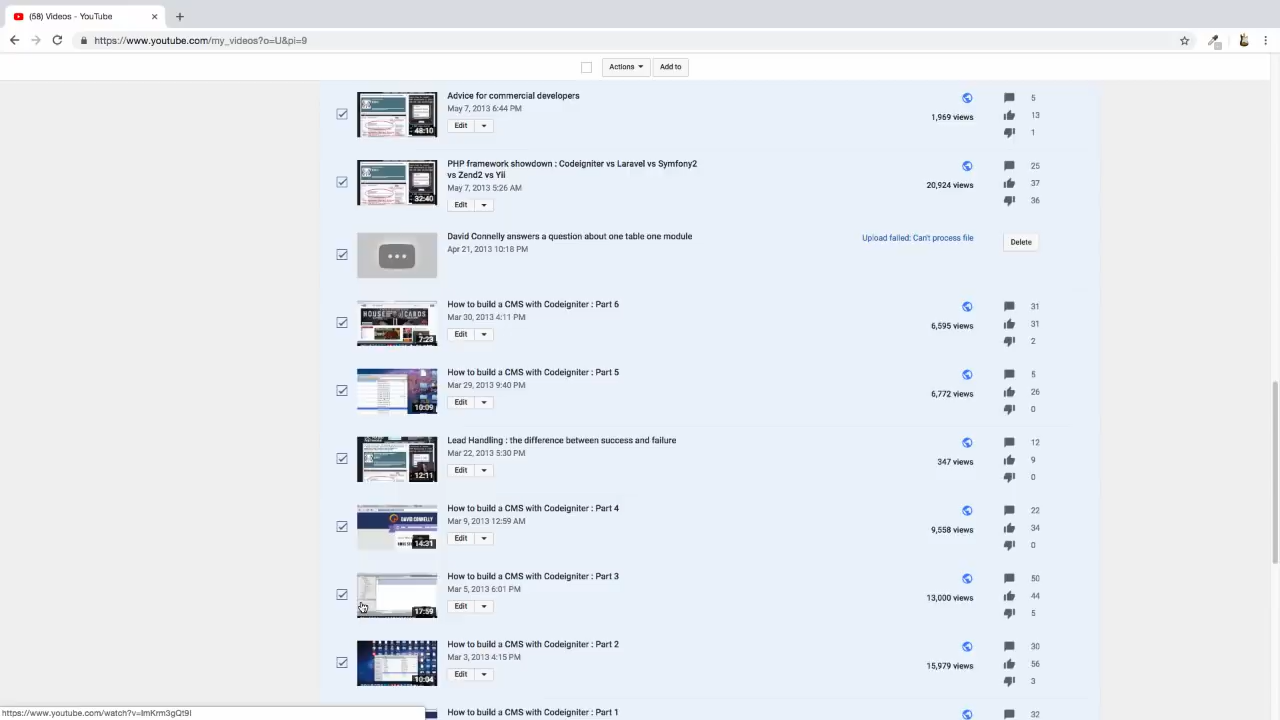 (58) Videos - YouTube
https://www.youtube.com/my_videos?o=U&pi=9
Actions
Add to
Advice for commercial developers
May 7, 2013 6:44 PM
Edit
48:10
1,969 views
5
13
1
PHP framework showdown : Codeigniter vs Laravel vs Symfony2
vs Zend2 vs Yii
May 7, 2013 5:26 AM
Edit
32:40
20,924 views
25
37
36
David Connelly answers a question about one table one module
Apr 21, 2013 10:18 PM
Upload failed: Can't process file
Delete
How to build a CMS with Codeigniter : Part 6
Mar 30, 2013 4:11 PM
Edit
7:23
6,595 views
31
31
2
How to build a CMS with Codeigniter : Part 5
Mar 29, 2013 9:40 PM
Edit
10:09
6,772 views
5
26
0
Lead Handling : the difference between success and failure
Mar 22, 2013 5:30 PM
Edit
12:11
347 views
12
9
0
How to build a CMS with Codeigniter : Part 4
Mar 9, 2013 12:59 AM
Edit
DAVID CONNELLY
14:31
9,558 views
22
34
0
How to build a CMS with Codeigniter : Part 3
Mar 5, 2013 6:01 PM
Edit
17:59
13,000 views
50
44
5
How to build a CMS with Codeigniter : Part 2
Mar 3, 2013 4:15 PM
Edit
10:04
15,979 views
30
56
3
How to build a CMS with Codeigniter : Part 1
32